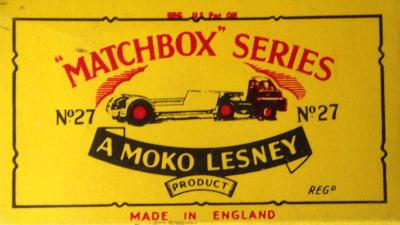 REG U.S Pat Off
"MATCHBOX" SERIES
No27
No27
A MOKO LESNEY
PRODUCT
REGD
MADE IN ENGLAND